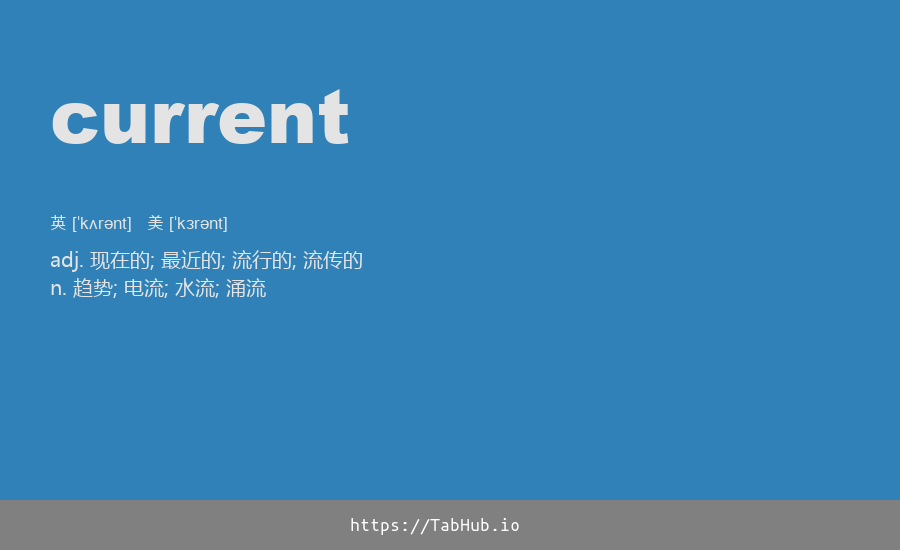 current
英 [ˈkʌrənt] 美 [ˈkɜrənt]
adj. 现在的; 最近的; 流行的; 流传的
n. 趋势; 电流; 水流; 涌流
https://TabHub.io